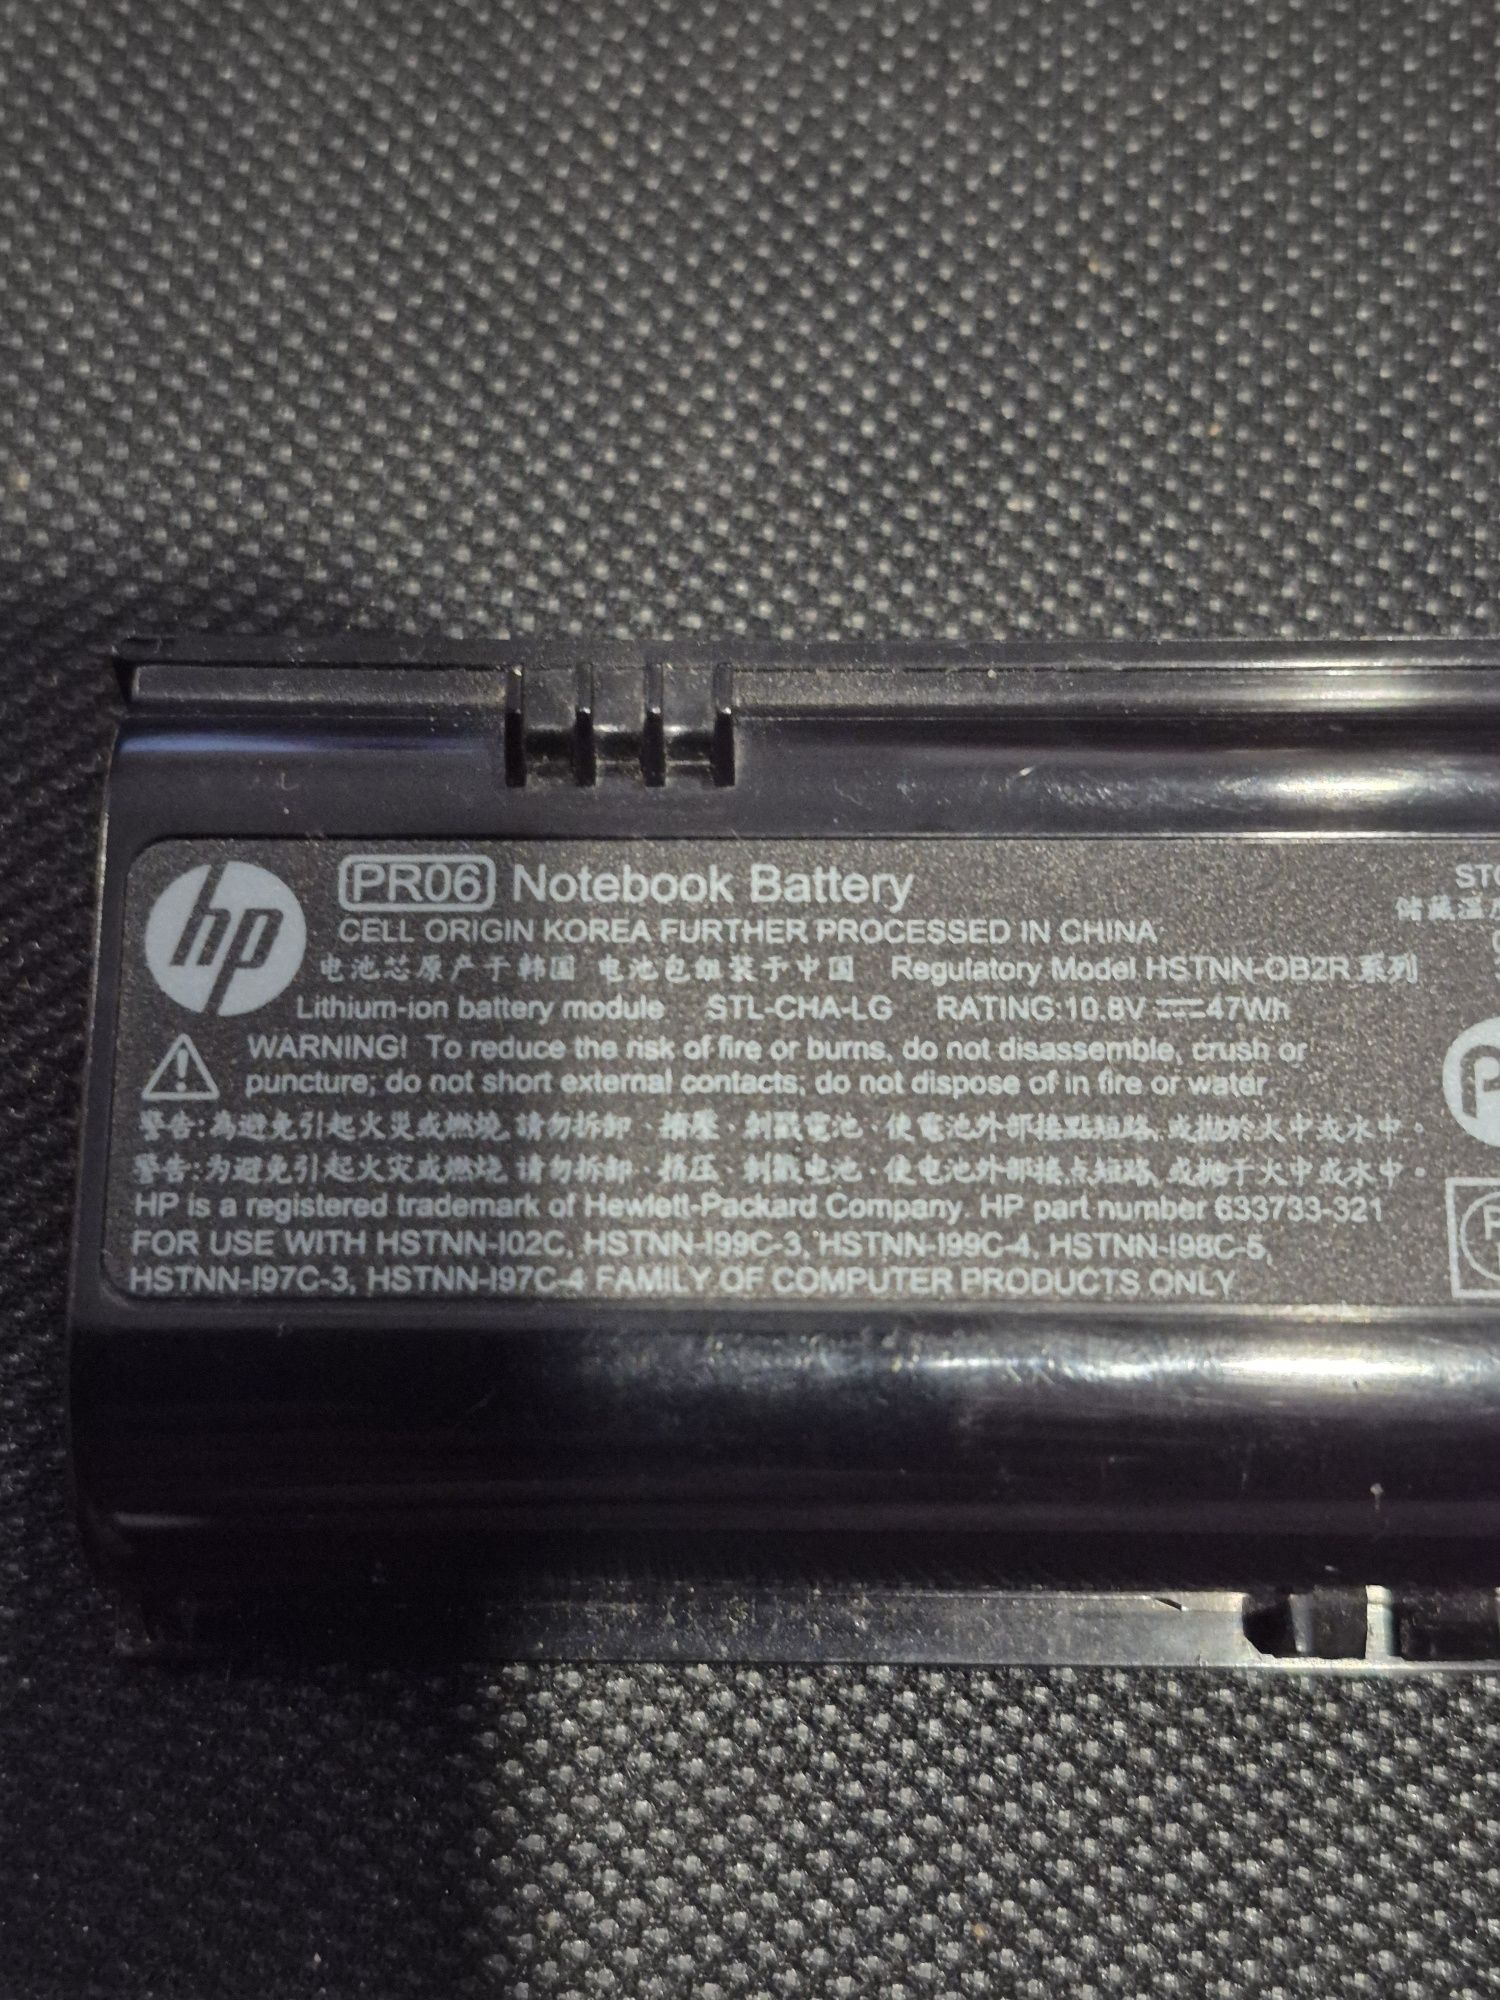 hp
PR06 Notebook Battery
CELL ORIGIN KOREA FURTHER PROCESSED IN CHINA
电池芯原产于韩国 电池包组装于中国 Regulatory Model HSTNN-OB2R 系列
Lithium-ion battery module STL-CHA-LG RATING:10.8V ⎓47Wh
WARNING! To reduce the risk of fire or burns, do not disassemble, crush or
puncture; do not short external contacts; do not dispose of in fire or water.
警告:為避免引起火災或燃燒,請勿拆卸、擠壓、刺戳電池、使電池外部接點短路,或拋於火中或水中。
警告:为避免引起火灾或燃烧,请勿拆卸、挤压、刺戳电池、使电池外部接点短路,或抛于火中或水中。
HP is a registered trademark of Hewlett-Packard Company. HP part number 633733-321
FOR USE WITH HSTNN-I02C, HSTNN-I99C-3, HSTNN-I99C-4, HSTNN-I98C-5,
HSTNN-I97C-3, HSTNN-I97C-4 FAMILY OF COMPUTER PRODUCTS ONLY
储藏温